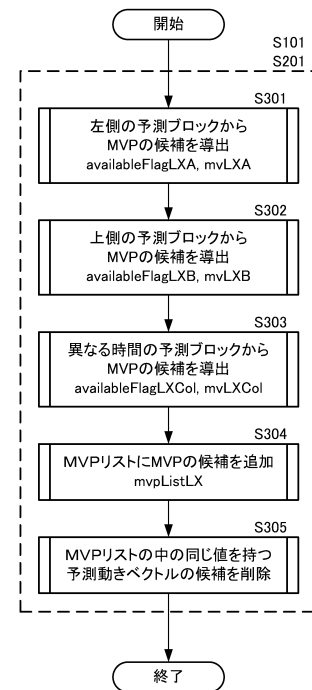 開始
S101
S201
S301
左側の予測ブロックから
MVPの候補を導出
availableFlagLXA, mvLXA
S302
上側の予測ブロックから
MVPの候補を導出
availableFlagLXB, mvLXB
S303
異なる時間の予測ブロックから
MVPの候補を導出
availableFlagLXCol, mvLXCol
S304
MVPリストにMVPの候補を追加
mvpListLX
S305
MVPリストの中の同じ値を持つ
予測動きベクトルの候補を削除
終了